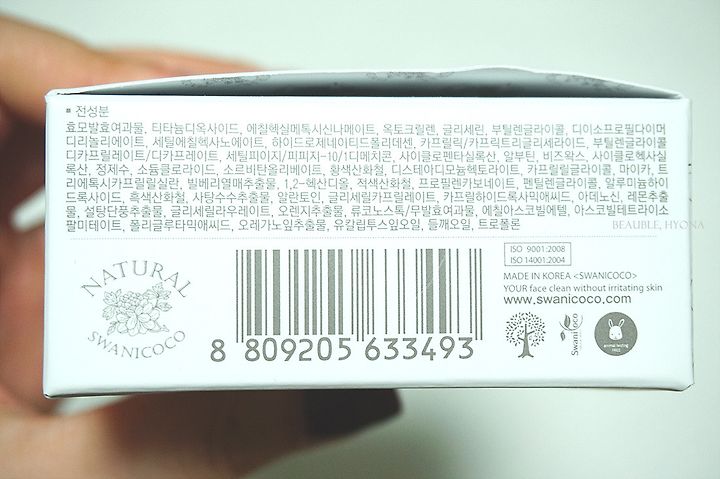 전성분
효모발효여과물, 티타늄디옥사이드, 에칠헥실메톡시신나메이트, 옥토크릴렌, 글리세린, 부틸렌글라이콜, 디이소프로필다이머
디리놀리에이트, 세틸에칠헥사노에이트, 하이드로제네이티드폴리데센, 카프릴릭/카프릭트리글리세라이드, 부틸렌글라이콜
디카프릴레이트/디카프레이트, 세틸피이지/피피지-10/1디메치콘, 사이클로펜타실록산, 알부틴, 비즈왁스, 사이클로헥사실
록산, 정제수, 소듐클로라이드, 소르비탄올리베이트, 황색산화철, 디스테아디모늄헥토라이트, 카프릴릴글라이콜, 마이카, 트
리에톡시카프릴릴실란, 빌베리열매추출물, 1,2-헥산디올, 적색산화철, 프로필렌카보네이트, 펜틸렌글라이콜, 알루미늄하이
드록사이드, 흑색산화철, 사탕수수추출물, 알란토인, 글리세릴카프릴레이트, 카프릴하이드록사믹애씨드, 아데노신, 레몬추출
물, 설탕단풍추출물, 글리세릴라우레이트, 오렌지추출물, 류코노스톡/무발효여과물, 에칠아스코빌에텔, 아스코빌테트라이소
팔미테이트, 폴리글루타믹애씨드, 오레가노잎추출물, 유칼립투스잎오일, 들깨오일, 트로폴론
BEAUBLE, HYONA
NATURAL
SWANICOCO
8 809205 633493
ISO 9001:2008
ISO 14001:2004
MADE IN KOREA <SWANICOCO>
YOUR face clean without irritating skin
www.swanicoco.com
Swanicoco
animal testing
FREE